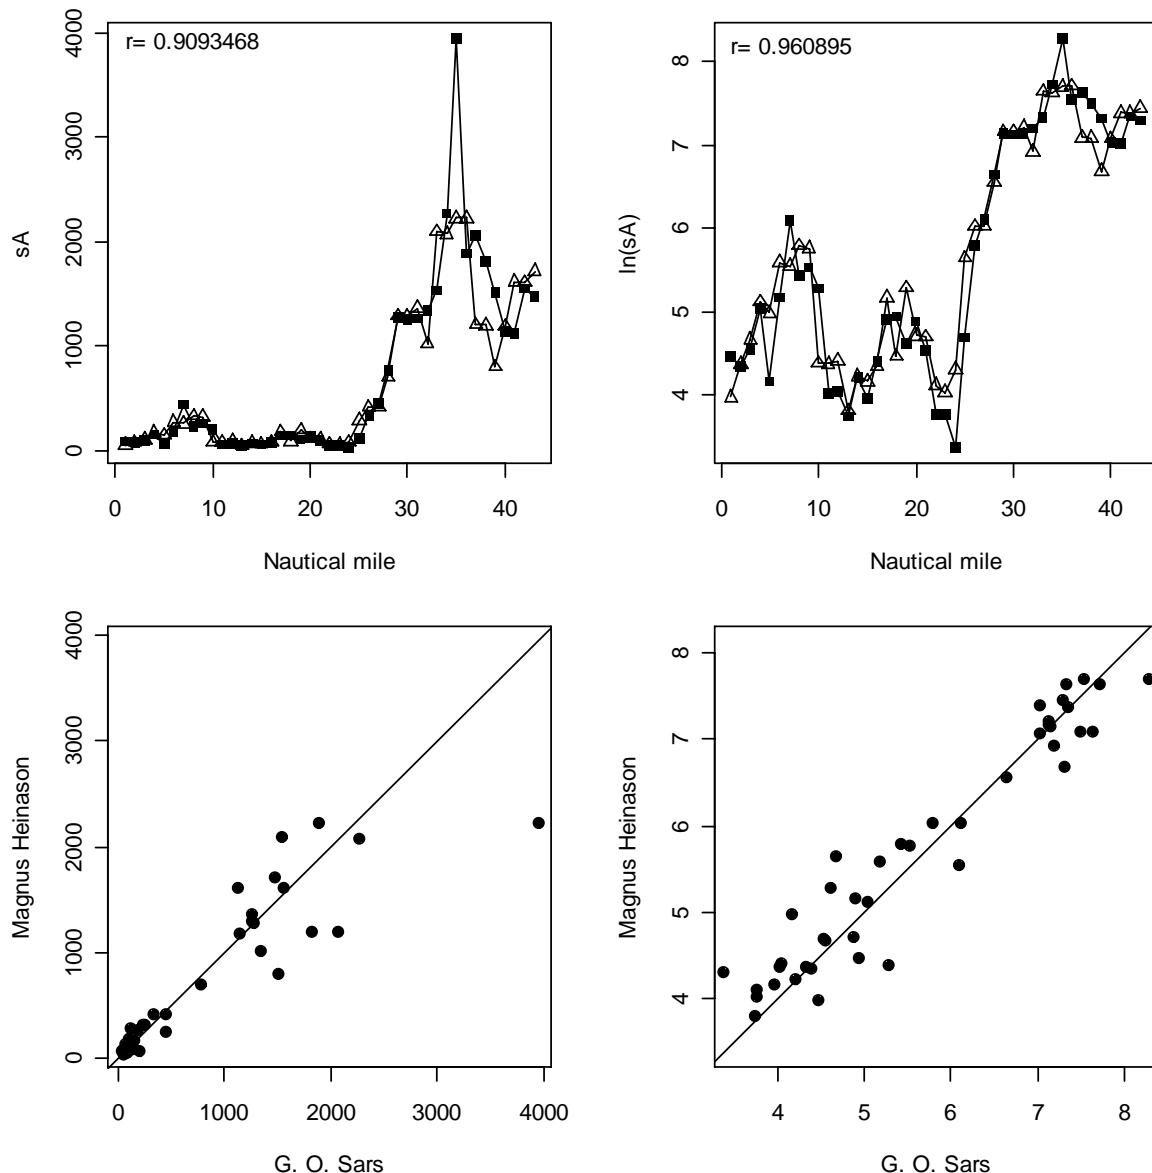 r= 0.9093468
sA
0
1000
2000
3000
4000
0 10 20 30 40
Nautical mile
r= 0.960895
ln(sA)
4
5
6
7
8
0 10 20 30 40
Nautical mile
Magnus Heinason
0
1000
2000
3000
4000
0 1000 2000 3000 4000
G. O. Sars
Magnus Heinason
4
5
6
7
8
4 5 6 7 8
G. O. Sars